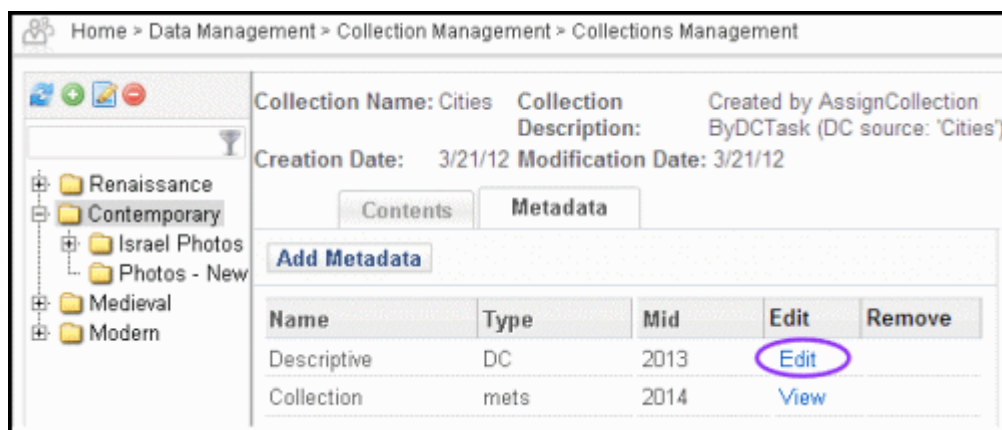 Home > Data Management > Collection Management > Collections Management
Collection Name: Cities Collection Description: Created by AssignCollection ByDCTask (DC source: 'Cities')
Creation Date: 3/21/12 Modification Date: 3/21/12
Renaissance
Contemporary
Israel Photos
Photos - New
Medieval
Modern
Contents Metadata
Add Metadata
Name Type Mid Edit Remove
Descriptive DC 2013 Edit
Collection mets 2014 View